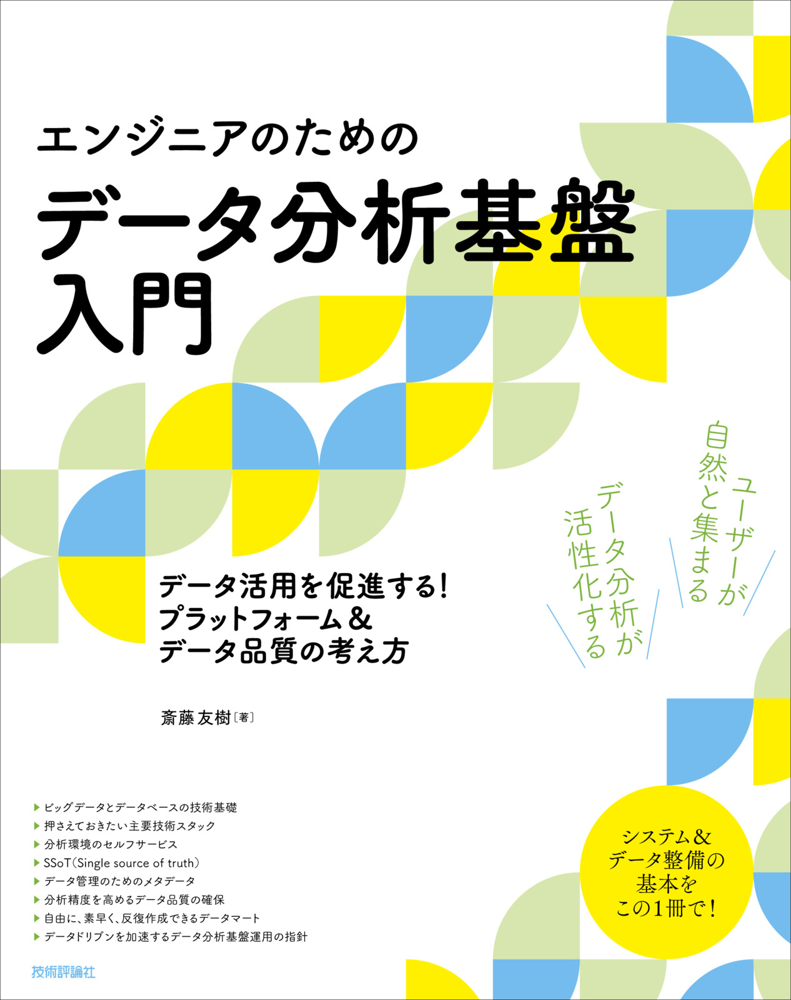 エンジニアのための
データ分析基盤
入門
ユーザーが
自然と集まる
データ分析が
活性化する
データ活用を促進する!
プラットフォーム&
データ品質の考え方
斎藤友樹[著]
▶ビッグデータとデータベースの技術基礎
▶押さえておきたい主要技術スタック
▶分析環境のセルフサービス
▶SSoT(Single source of truth)
▶データ管理のためのメタデータ
▶分析精度を高めるデータ品質の確保
▶自由に、素早く、反復作成できるデータマート
▶データドリブンを加速するデータ分析基盤運用の指針
システム&
データ整備の
基本を
この1冊で!
技術評論社